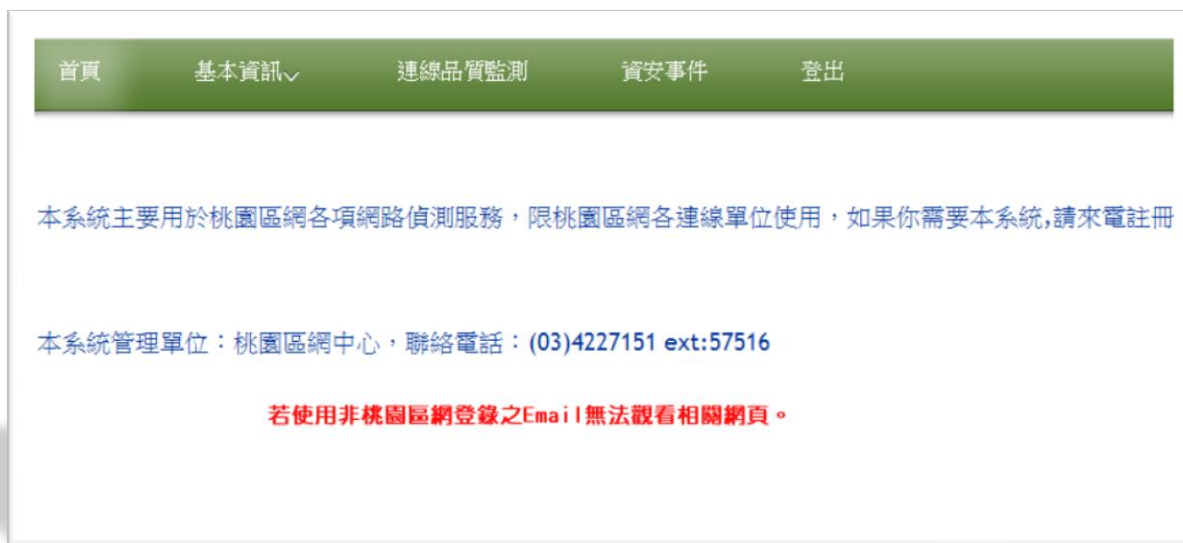 首頁 基本資訊 連線品質監測 資安事件 登出
本系統主要用於桃園區網各項網路偵測服務，限桃園區網各連線單位使用，如果你需要本系統,請來電註冊
本系統管理單位：桃園區網中心，聯絡電話：(03)4227151 ext:57516
若使用非桃園區網登錄之Email無法觀看相關網頁。